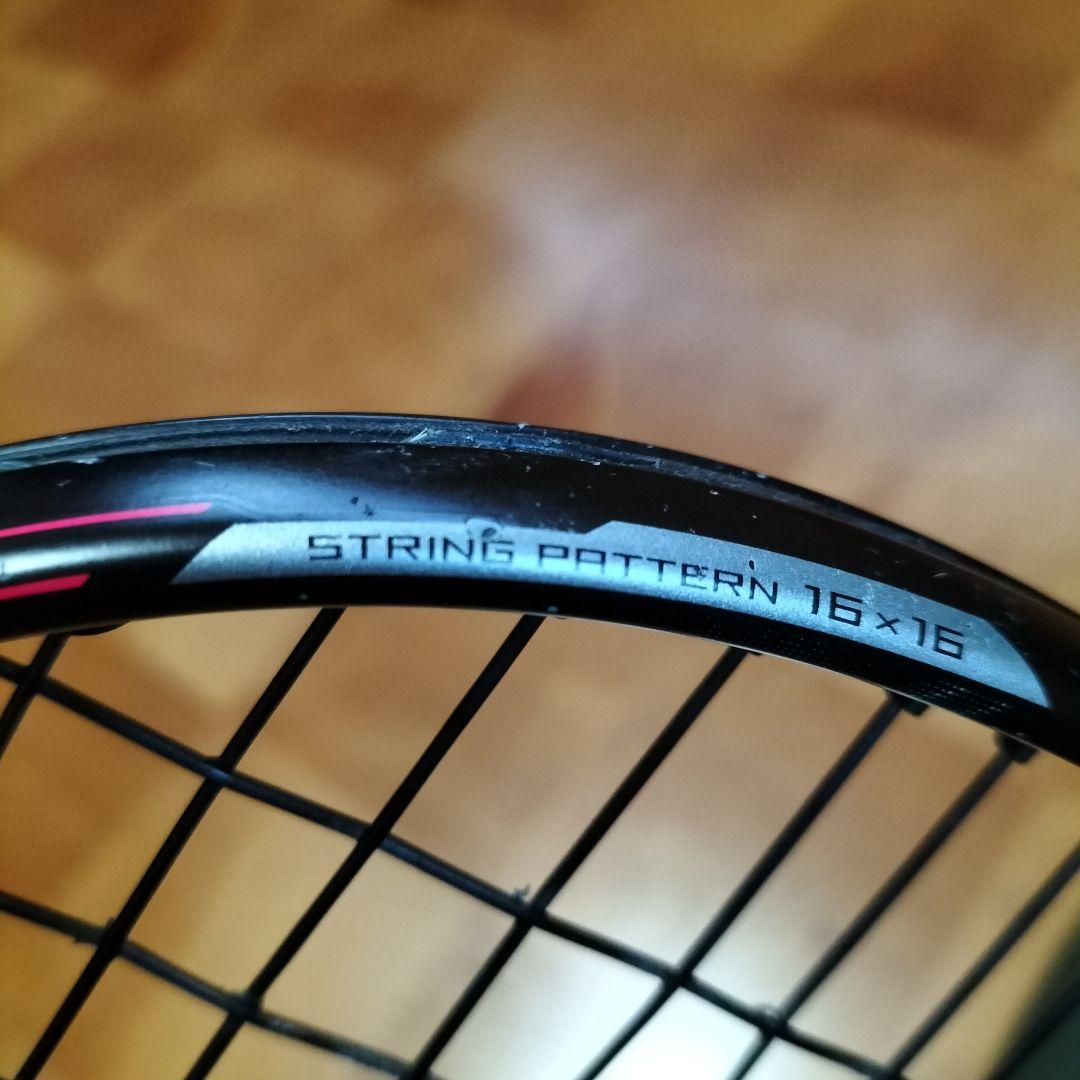 STRING PATTERN 16×16